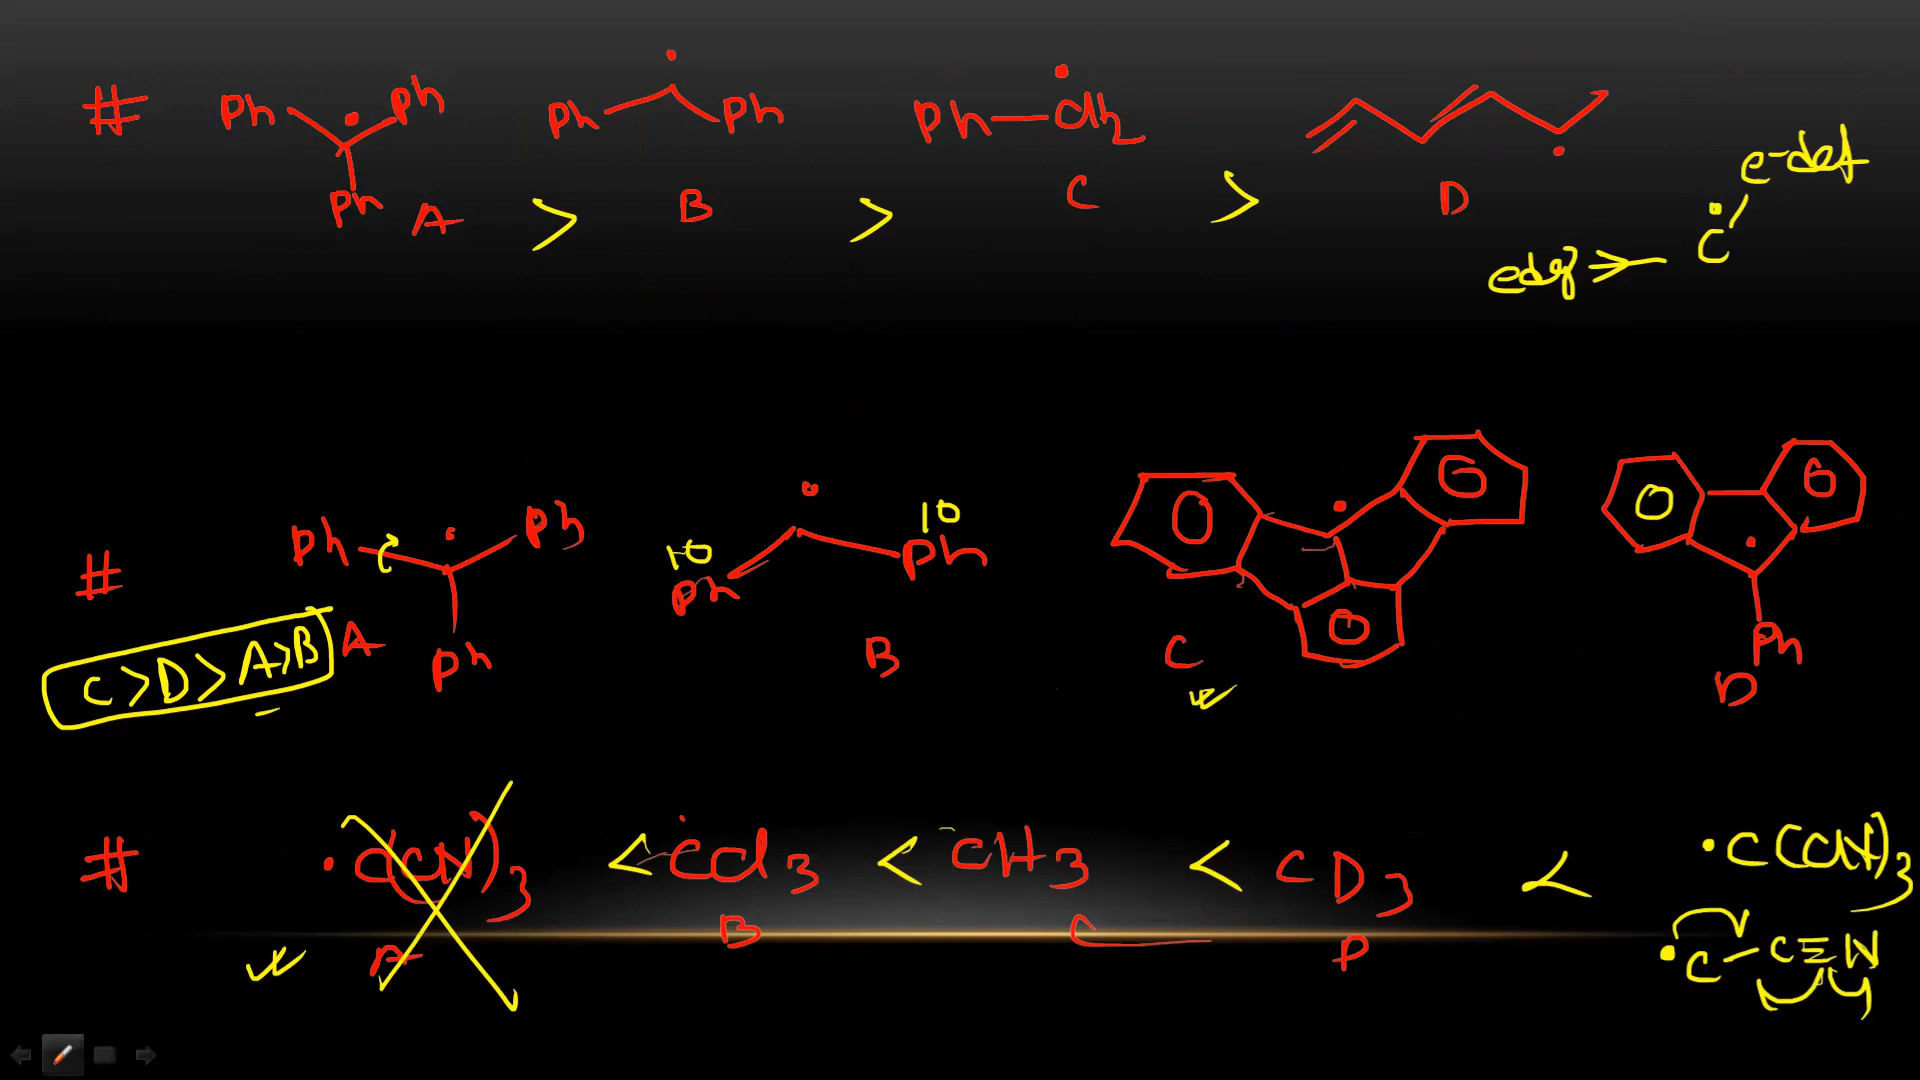 # Ph Ph Ph A > Ph Ph B > Ph—CH2 C > D
e-def
C
edg
# Ph Ph Ph A
10 Ph 10 Ph B
C
Ph D
C > D > A > B
# •C(CN)3 < CCl3 < CH3 < CD3 < •C(CN)3
A B C D
•C—C≡N